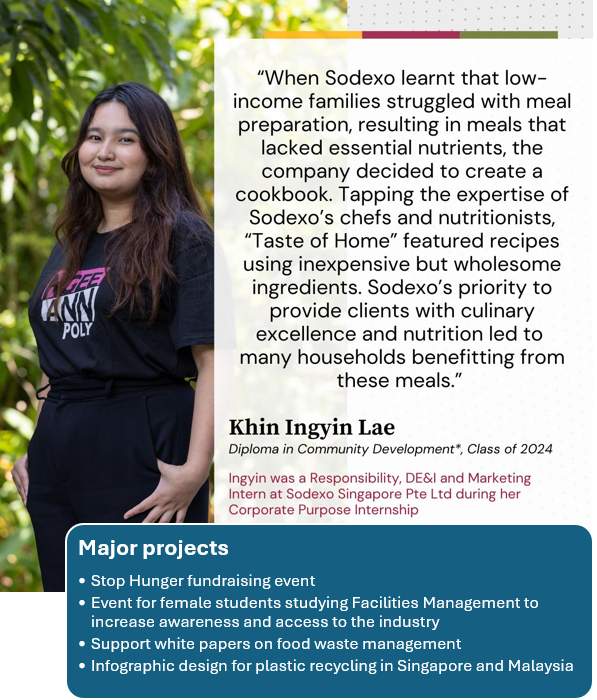 “When Sodexo learnt that low-
income families struggled with meal
preparation, resulting in meals that
lacked essential nutrients, the
company decided to create a
cookbook. Tapping the expertise of
Sodexo’s chefs and nutritionists,
“Taste of Home” featured recipes
using inexpensive but wholesome
ingredients. Sodexo’s priority to
provide clients with culinary
excellence and nutrition led to
many households benefitting from
these meals.”
Khin Ingyin Lae
Diploma in Community Development*, Class of 2024
Ingyin was a Responsibility, DE&I and Marketing
Intern at Sodexo Singapore Pte Ltd during her
Corporate Purpose Internship
ANN
POLY
Major projects
• Stop Hunger fundraising event
• Event for female students studying Facilities Management to
increase awareness and access to the industry
• Support white papers on food waste management
• Infographic design for plastic recycling in Singapore and Malaysia